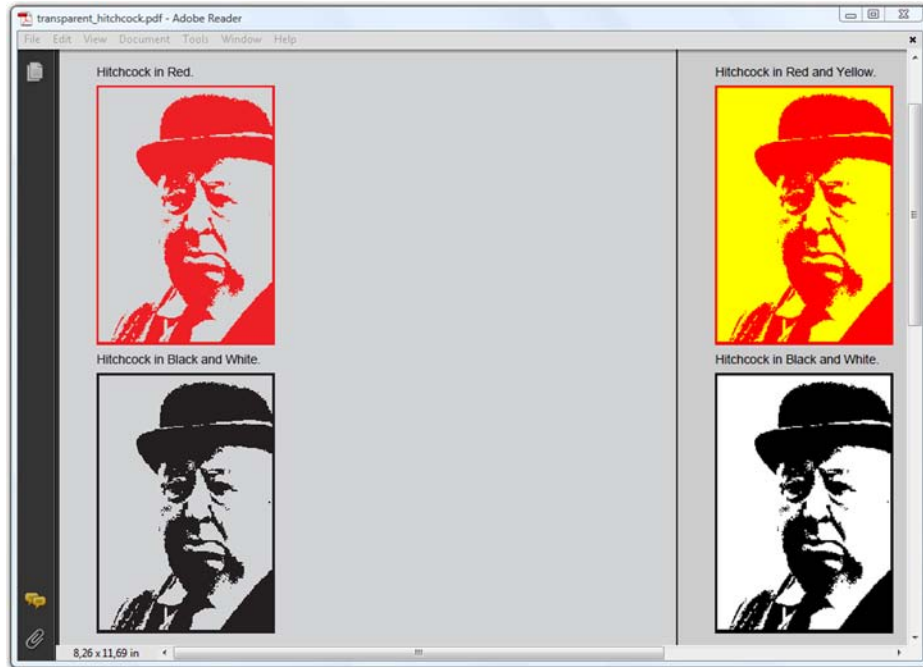 transparent_hitchcock.pdf - Adobe Reader
File Edit View Document Tools Window Help
Hitchcock in Red.
Hitchcock in Red and Yellow.
Hitchcock in Black and White.
Hitchcock in Black and White.
8,26 x 11,69 in